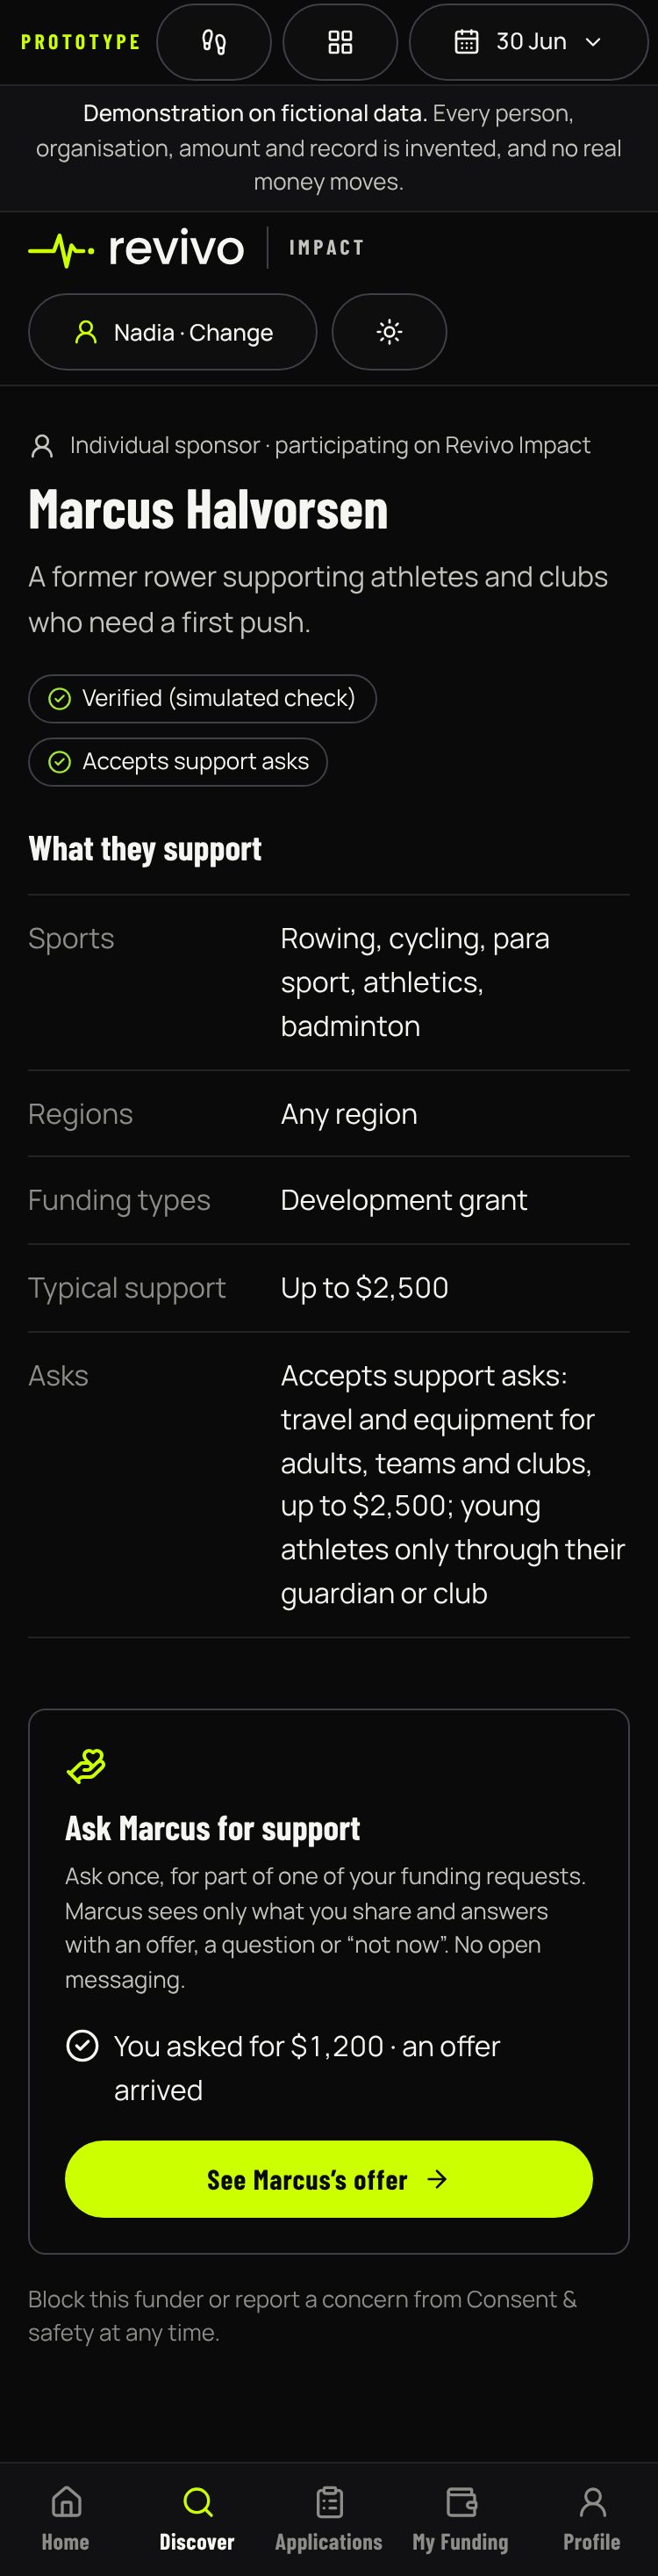 PROTOTYPE
30 Jun
Demonstration on fictional data. Every person,
organisation, amount and record is invented, and no real
money moves.
revivo
IMPACT
Nadia · Change
Individual sponsor · participating on Revivo Impact
Marcus Halvorsen
A former rower supporting athletes and clubs
who need a first push.
Verified (simulated check)
Accepts support asks
What they support
Sports
Rowing, cycling, para
sport, athletics,
badminton
Regions
Any region
Funding types
Development grant
Typical support
Up to $2,500
Asks
Accepts support asks:
travel and equipment for
adults, teams and clubs,
up to $2,500; young
athletes only through their
guardian or club
Ask Marcus for support
Ask once, for part of one of your funding requests.
Marcus sees only what you share and answers
with an offer, a question or “not now”. No open
messaging.
You asked for $1,200 · an offer
arrived
See Marcus’s offer
Block this funder or report a concern from Consent &
safety at any time.
Home
Discover
Applications
My Funding
Profile